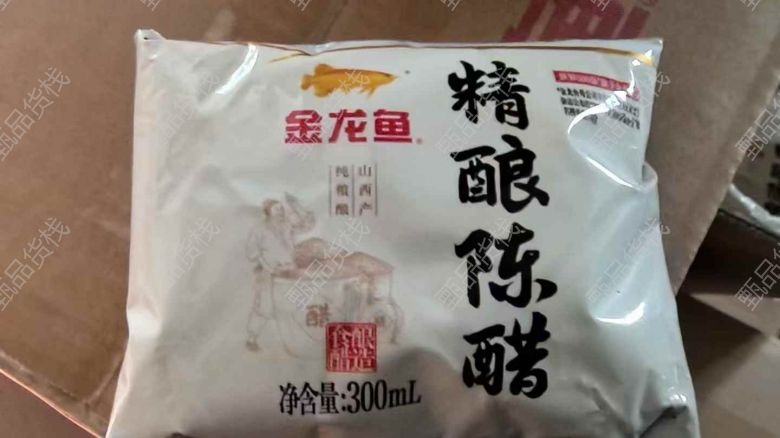 金龙鱼
精酿陈醋
山西产
纯粮酿
醋
酿造
食醋
净含量:300mL
甄品货栈